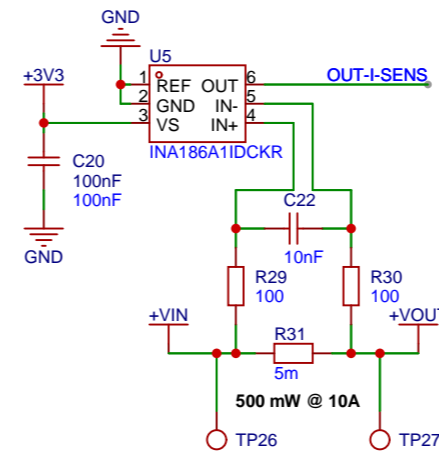 GND
U5
+3V3
1 REF OUT 6
2 GND IN- 5
3 VS IN+ 4
OUT-I-SENS
INA186A1IDCKR
C20
100nF
100nF
GND
C22
10nF
R29
100
R30
100
+VIN
R31
5m
+VOUT
500 mW @ 10A
TP26
TP27